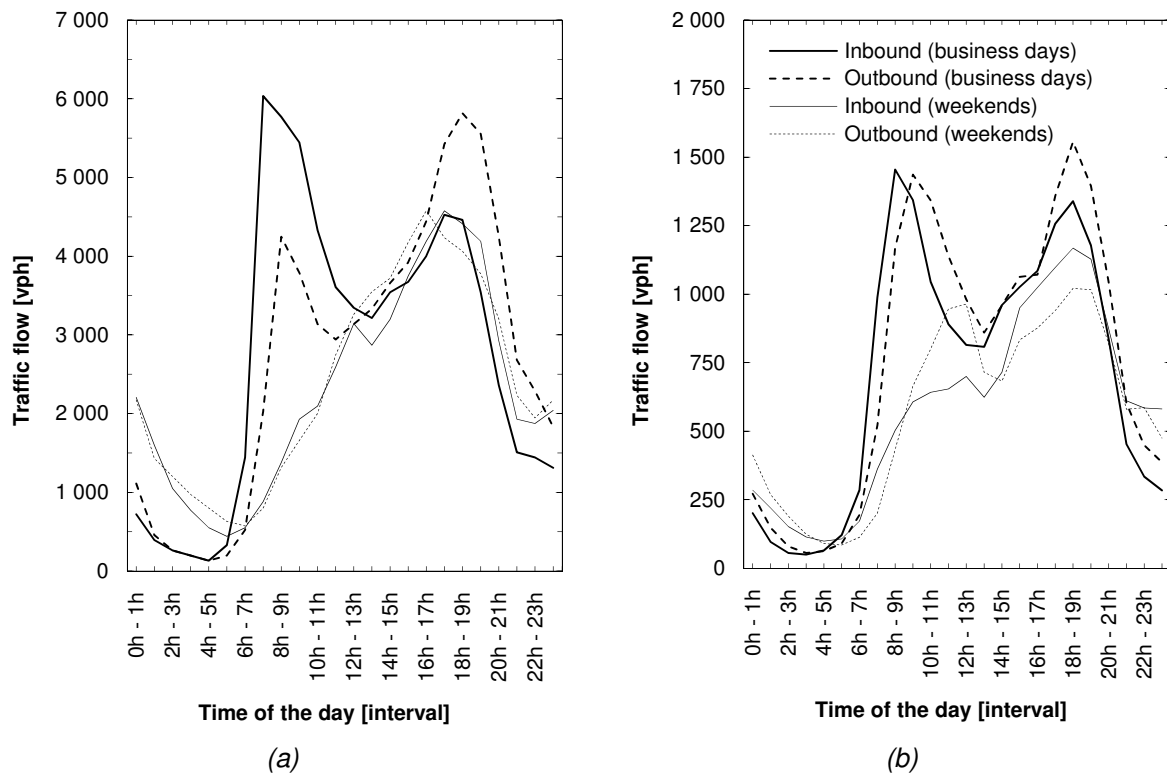 7 000
6 000
5 000
4 000
3 000
2 000
1 000
0
Traffic flow [vph]
0h - 1h
2h - 3h
4h - 5h
6h - 7h
8h - 9h
10h - 11h
12h - 13h
14h - 15h
16h - 17h
18h - 19h
20h - 21h
22h - 23h
Time of the day [interval]
(a)
2 000
1 750
1 500
1 250
1 000
750
500
250
0
Traffic flow [vph]
Inbound (business days)
Outbound (business days)
Inbound (weekends)
Outbound (weekends)
0h - 1h
2h - 3h
4h - 5h
6h - 7h
8h - 9h
10h - 11h
12h - 13h
14h - 15h
16h - 17h
18h - 19h
20h - 21h
22h - 23h
Time of the day [interval]
(b)